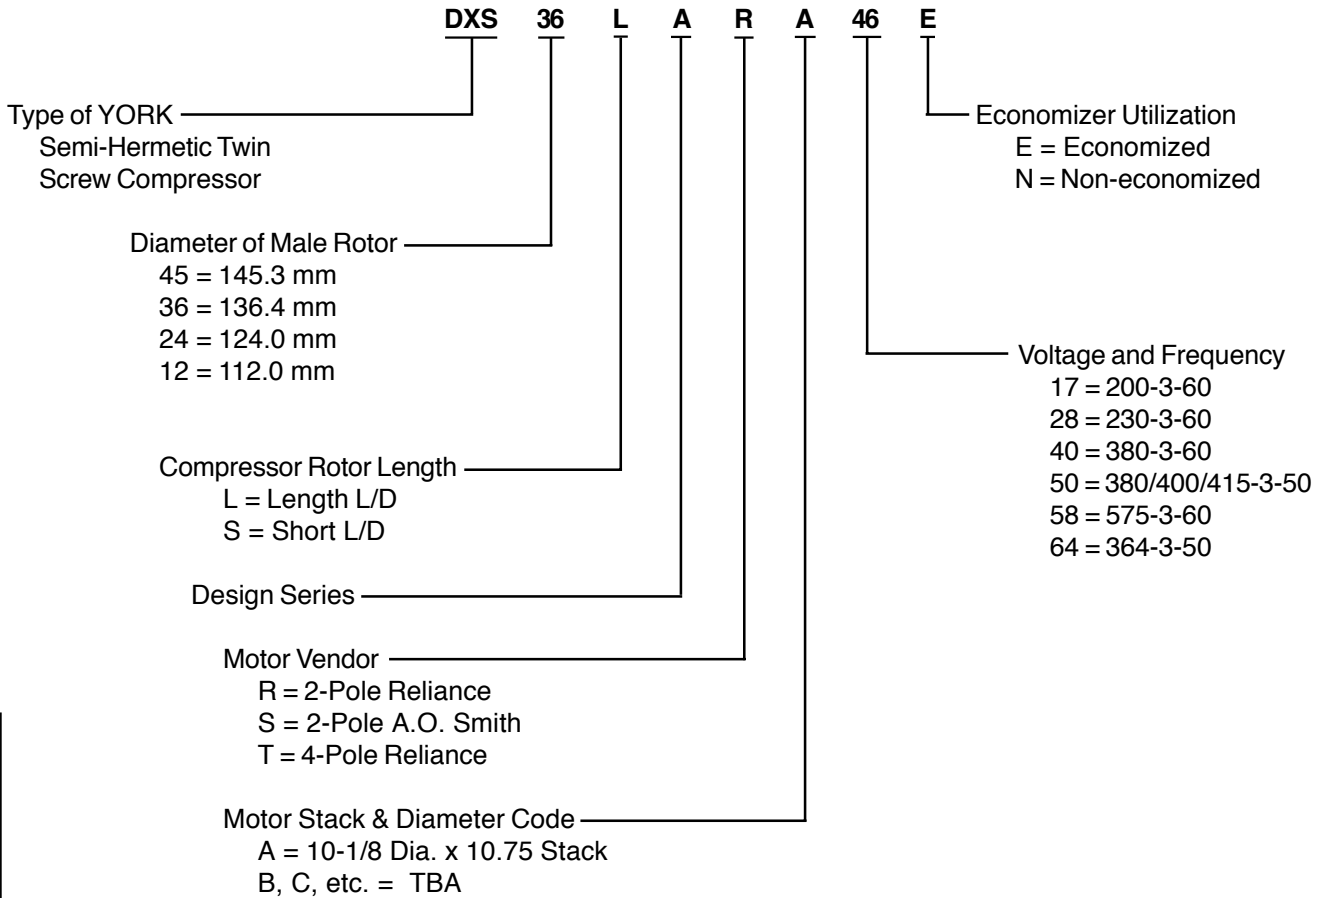 DXS 36 L A R A 46 E
Type of YORK
Semi-Hermetic Twin
Screw Compressor
Economizer Utilization
E = Economized
N = Non-economized
Diameter of Male Rotor
45 = 145.3 mm
36 = 136.4 mm
24 = 124.0 mm
12 = 112.0 mm
Voltage and Frequency
17 = 200-3-60
28 = 230-3-60
40 = 380-3-60
50 = 380/400/415-3-50
58 = 575-3-60
64 = 364-3-50
Compressor Rotor Length
L = Length L/D
S = Short L/D
Design Series
Motor Vendor
R = 2-Pole Reliance
S = 2-Pole A.O. Smith
T = 4-Pole Reliance
Motor Stack & Diameter Code
A = 10-1/8 Dia. x 10.75 Stack
B, C, etc. = TBA